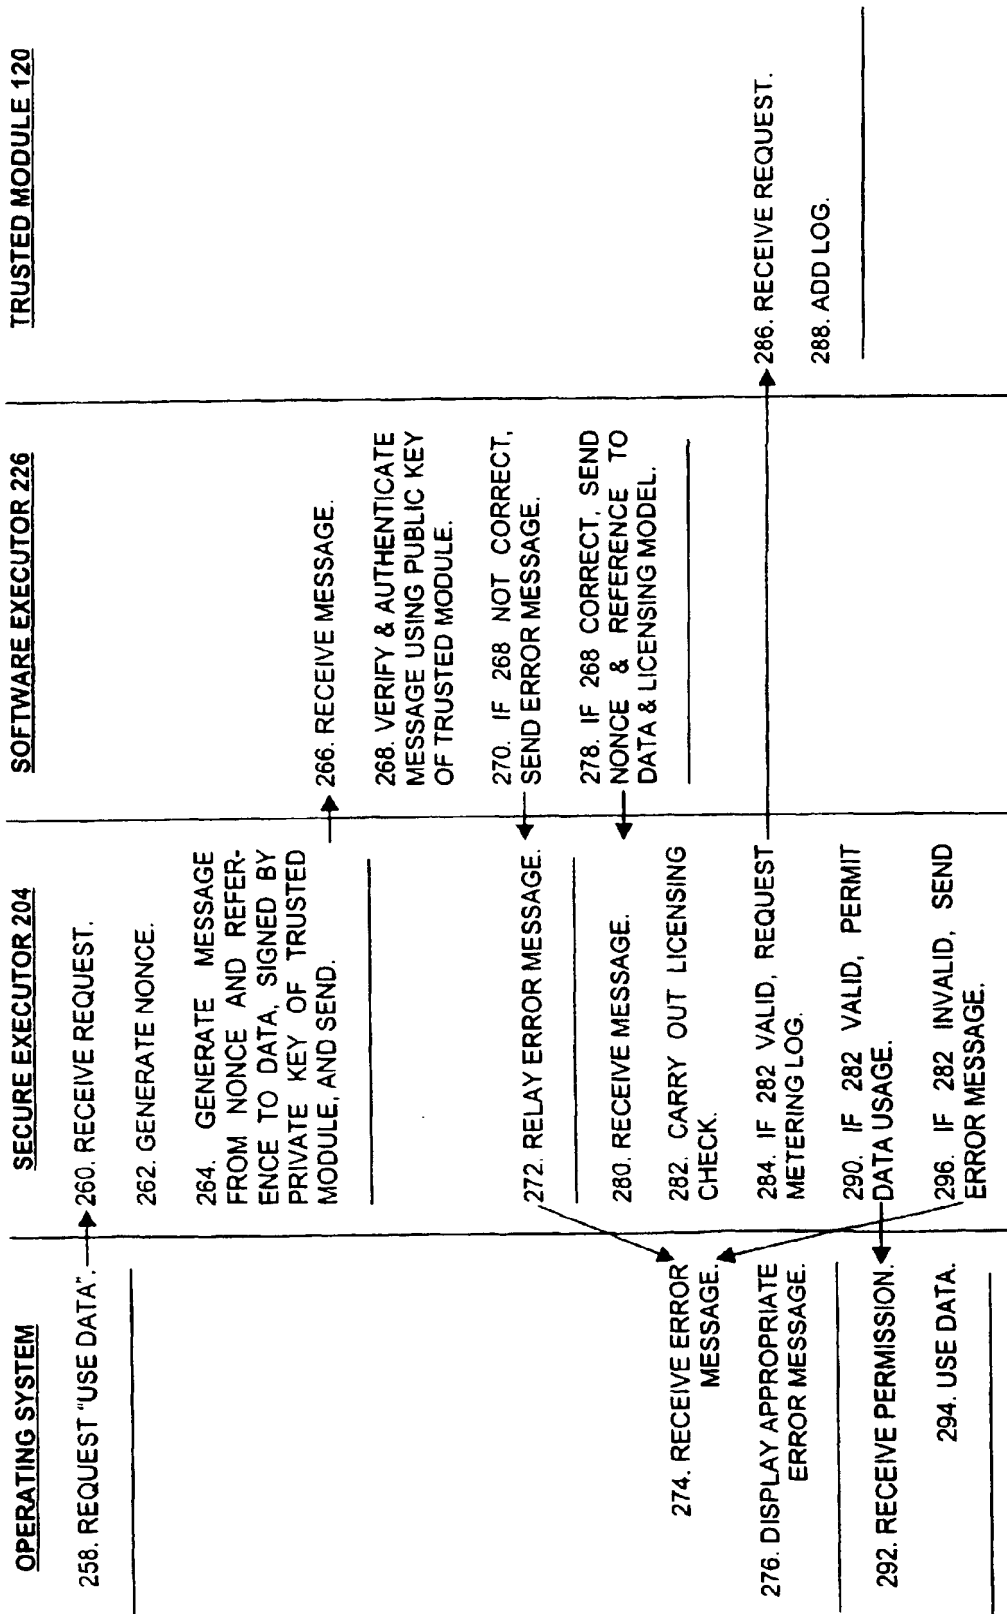 OPERATING SYSTEM
258. REQUEST "USE DATA".
274. RECEIVE ERROR
MESSAGE.
276. DISPLAY APPROPRIATE
ERROR MESSAGE.
292. RECEIVE PERMISSION.
294. USE DATA.
SECURE EXECUTOR 204
260. RECEIVE REQUEST.
262. GENERATE NONCE.
264. GENERATE MESSAGE
FROM NONCE AND REFER-
ENCE TO DATA, SIGNED BY
PRIVATE KEY OF TRUSTED
MODULE, AND SEND.
272. RELAY ERROR MESSAGE.
280. RECEIVE MESSAGE.
282. CARRY OUT LICENSING
CHECK.
284. IF 282 VALID, REQUEST
METERING LOG.
290. IF 282 VALID, PERMIT
DATA USAGE.
296. IF 282 INVALID, SEND
ERROR MESSAGE.
SOFTWARE EXECUTOR 226
266. RECEIVE MESSAGE.
268. VERIFY & AUTHENTICATE
MESSAGE USING PUBLIC KEY
OF TRUSTED MODULE.
270. IF 268 NOT CORRECT,
SEND ERROR MESSAGE.
278. IF 268 CORRECT, SEND
NONCE & REFERENCE TO
DATA & LICENSING MODEL.
TRUSTED MODULE 120
286. RECEIVE REQUEST.
288. ADD LOG.